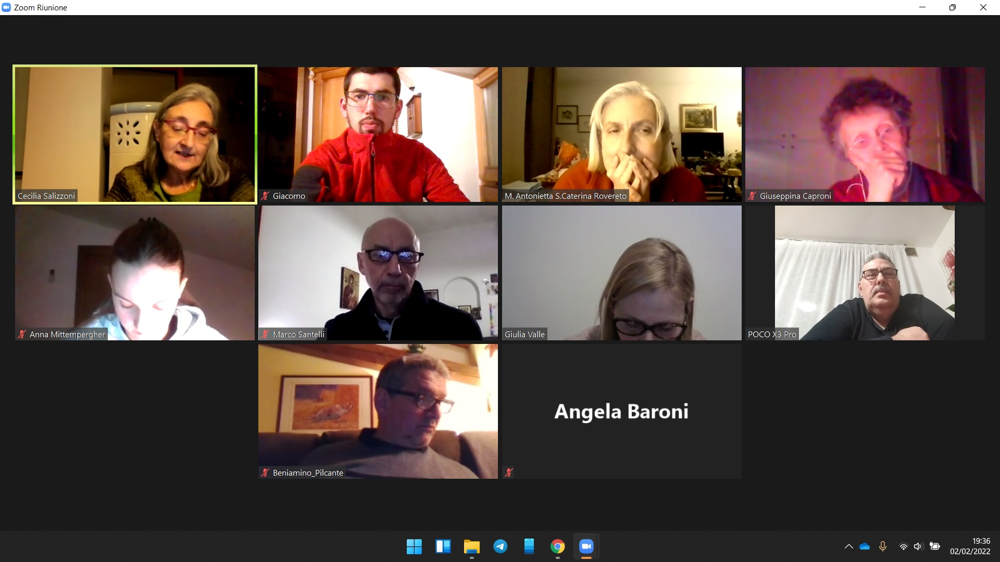 Zoom Riunione
Cecilia Salizzoni
Giacomo
M. Antonietta S.Caterina Rovereto
Giuseppina Caproni
Anna Mittempergher
Marco Santelli
Giulia Valle
POCO X3 Pro
Beniamino_Pilcante
Angela Baroni
19:36
02/02/2022